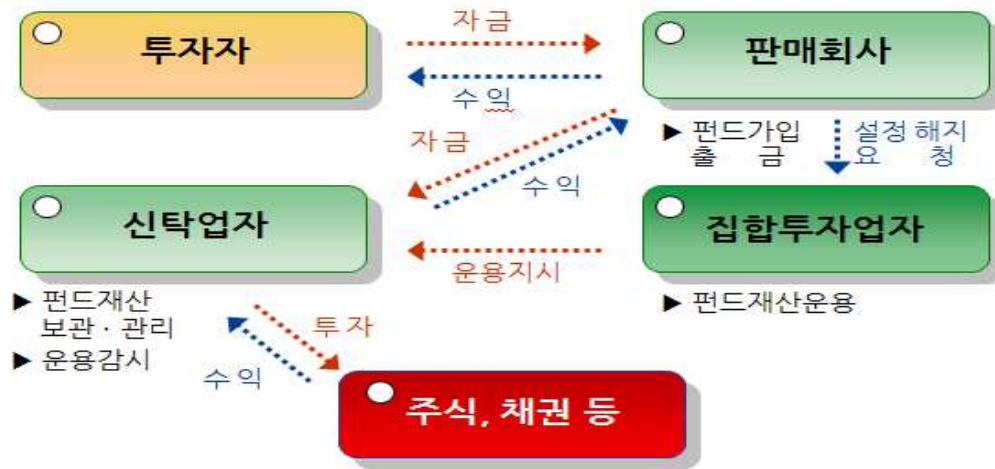 투자자
자 금
판매회사
수 익
▶ 펀드가입
출 금
설정 해지
요 청
자 금
수 익
신탁업자
집합투자업자
운용지시
▶ 펀드재산
보관 · 관리
▶ 운용감시
▶ 펀드재산운용
투 자
수 익
주식, 채권 등